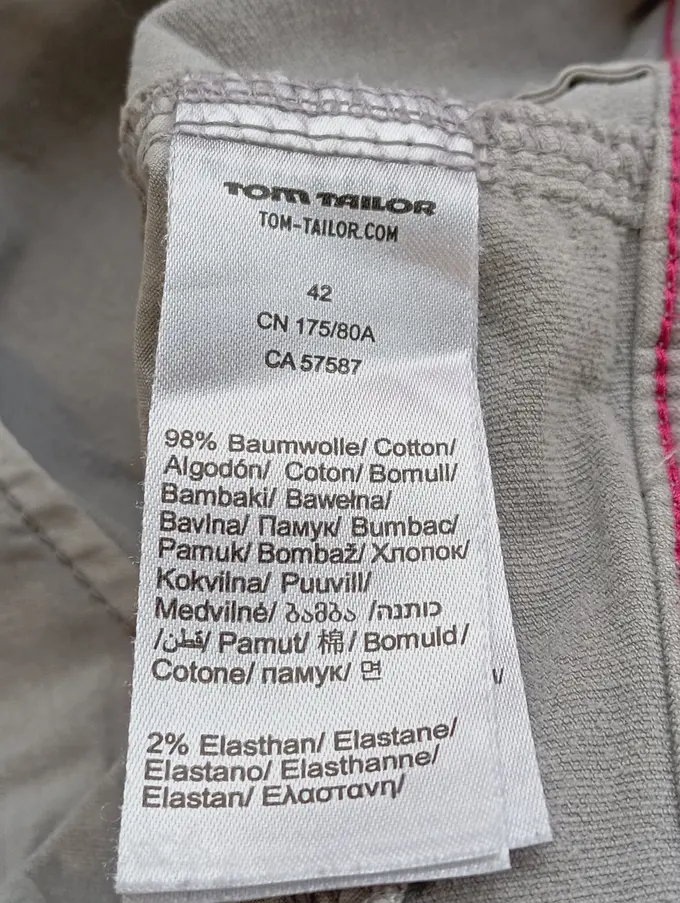 TOM TAILOR
TOM-TAILOR.COM
42
CN 175/80A
CA 57587
98% Baumwolle/ Cotton/
Algodón/ Coton/ Bomull/
Bambaki/ Bawełna/
Bavlna/ Памук/ Bumbac/
Pamuk/ Bombaž/ Хлопок/
Kokvilna/ Puuvill/
Medvilnė/ ბამბა /כותנה/
/قطن/ Pamut/ 棉/ Bomuld/
Cotone/ памук/ 면
2% Elasthan/ Elastane/
Elastano/ Elasthanne/
Elastan/ Ελαστανη/